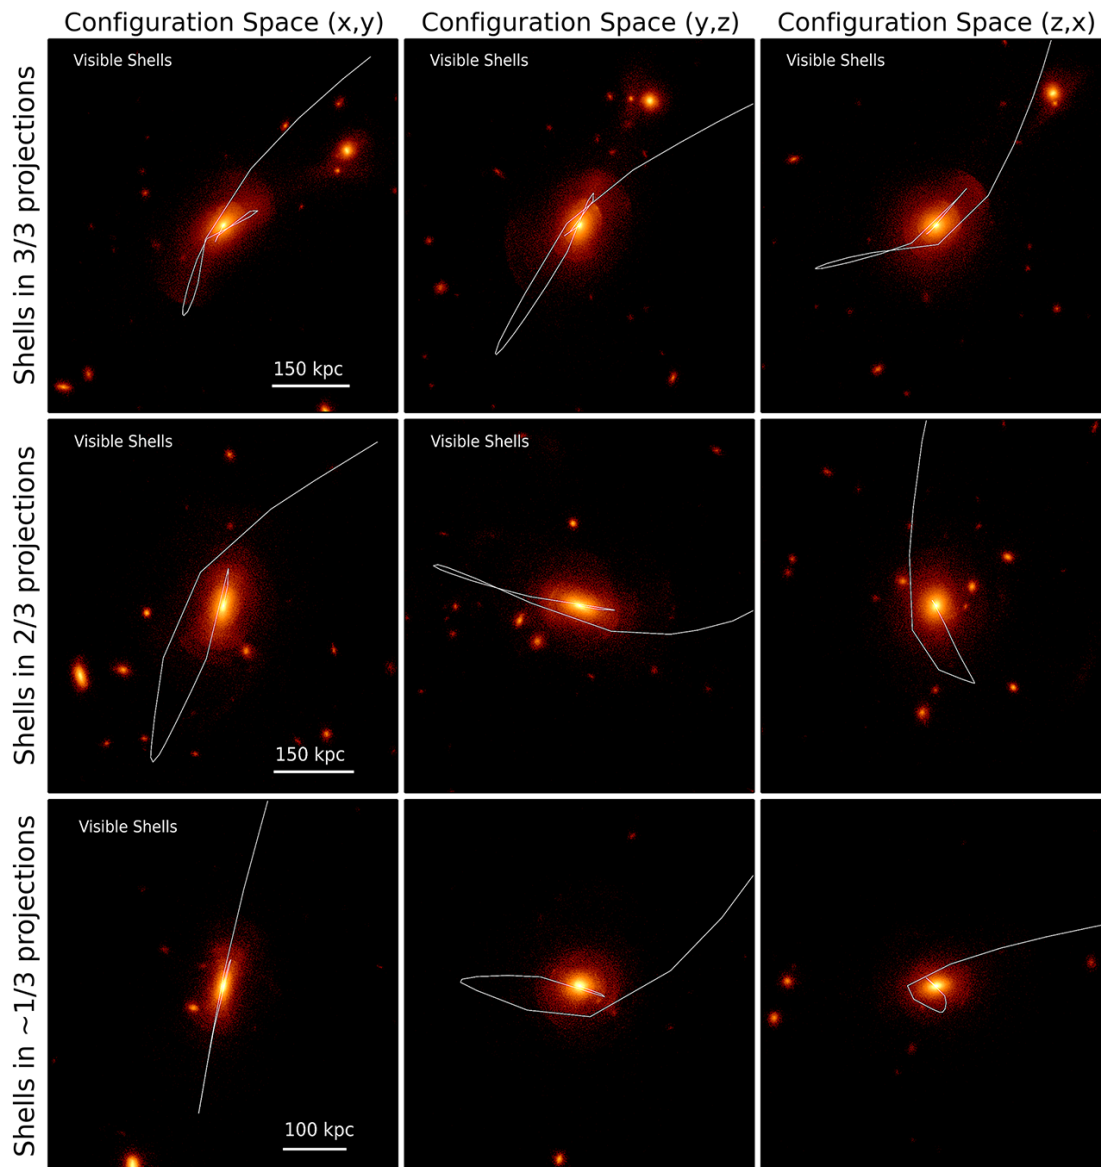 Configuration Space (x,y)
Configuration Space (y,z)
Configuration Space (z,x)
Shells in 3/3 projections
Visible Shells
Visible Shells
Visible Shells
150 kpc
Shells in 2/3 projections
Visible Shells
Visible Shells
150 kpc
Shells in ~1/3 projections
Visible Shells
100 kpc